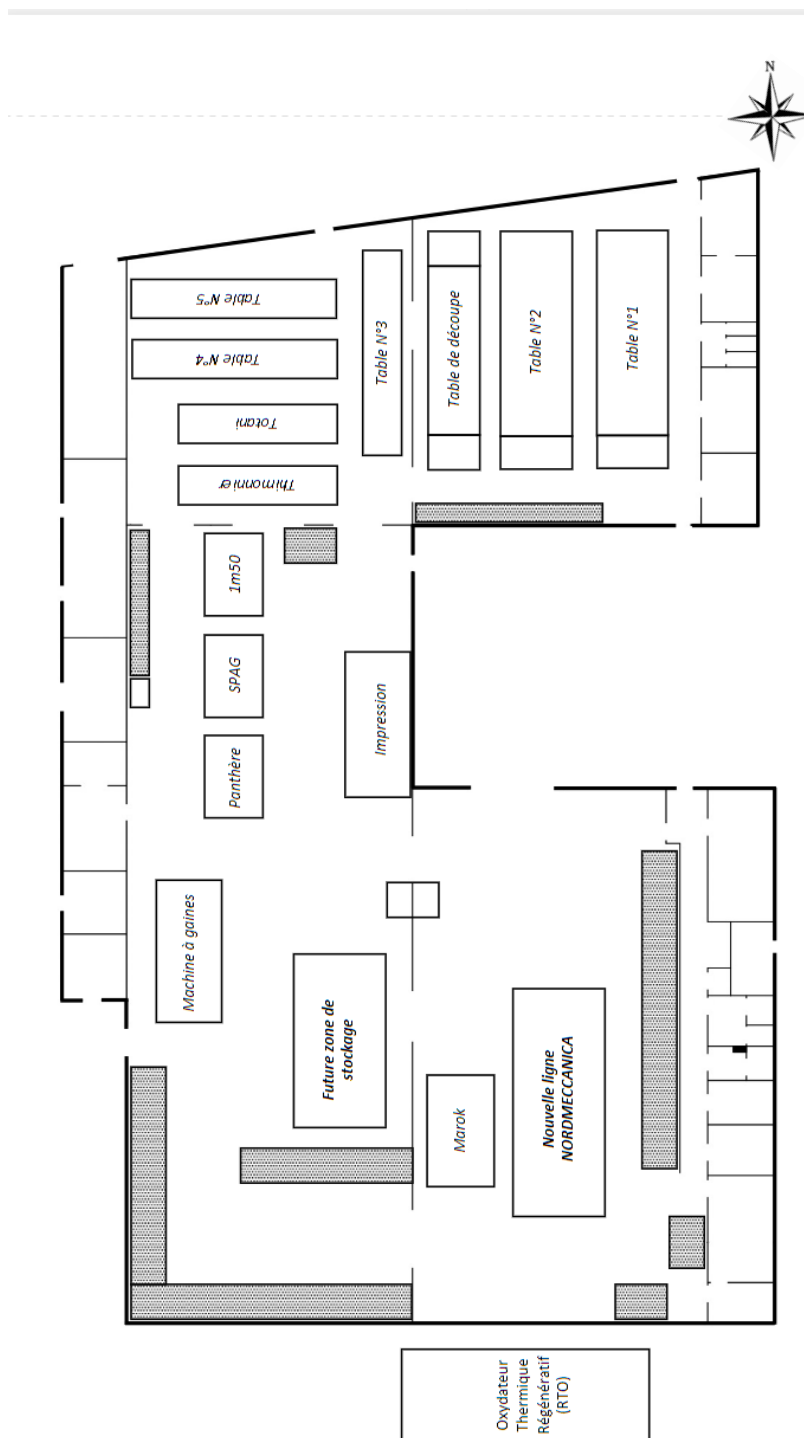 N
Table N°5
Table N°4
Totani
Thimonnier
Table N°3
Table de découpe
Table N°2
Table N°1
1m50
SPAG
Panthère
Impression
Machine à gaines
Future zone de
stockage
Marok
Nouvelle ligne
NORDMECCANICA
Oxydateur
Thermique
Régénératif
(RTO)